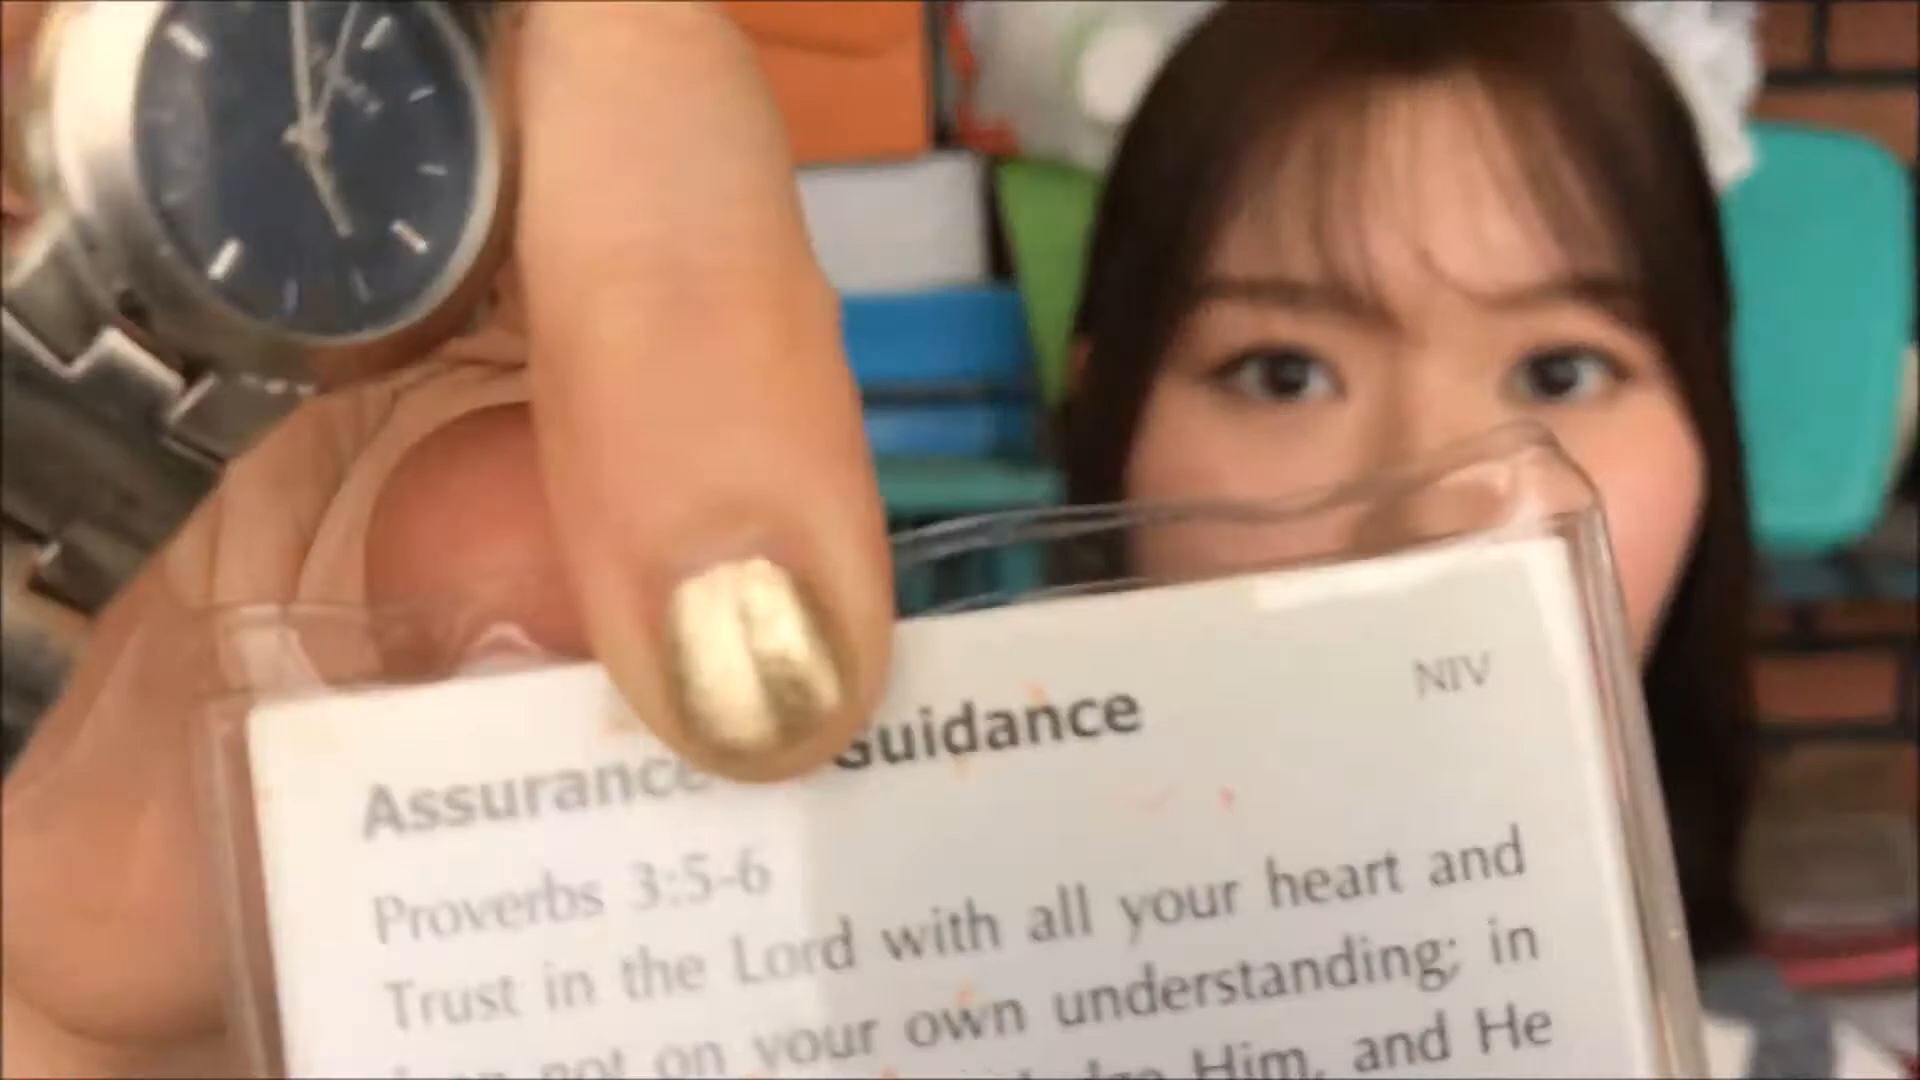 NIV
Assurance Guidance
Proverbs 3:5-6
Trust in the Lord with all your heart and
not on your own understanding; in
Him, and He